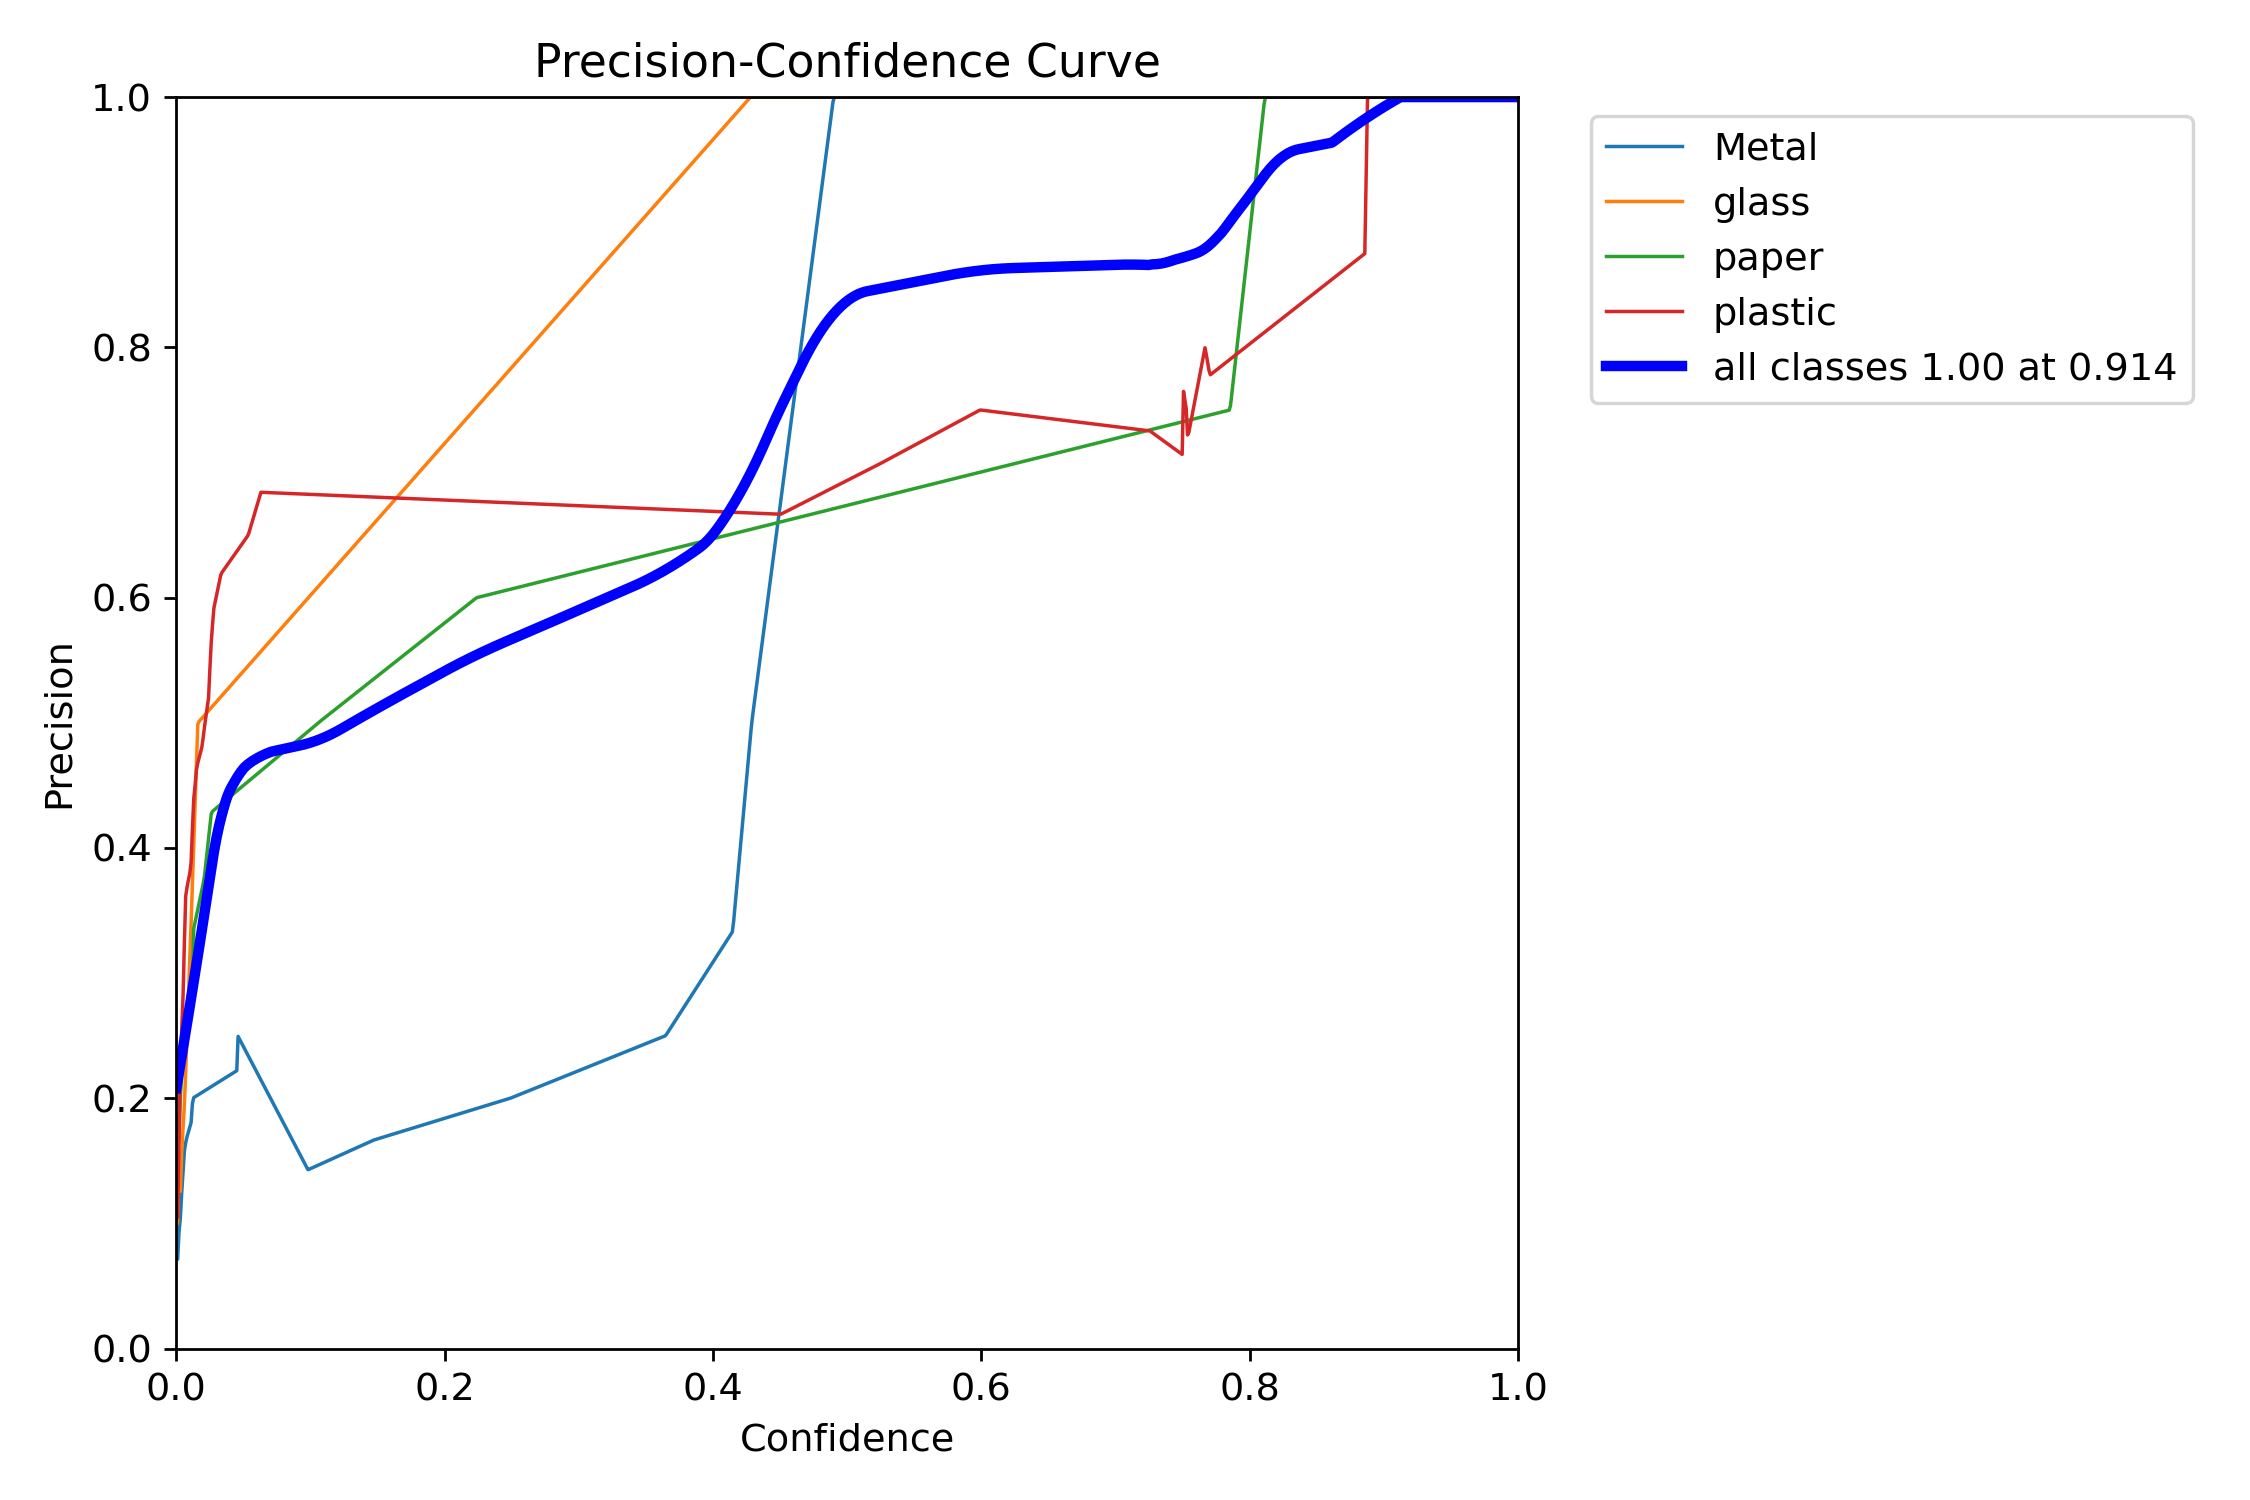 Precision-Confidence Curve
1.0
0.8
0.6
0.4
0.2
0.0
Precision
0.0 0.2 0.4 0.6 0.8 1.0
Confidence
Metal
glass
paper
plastic
all classes 1.00 at 0.914